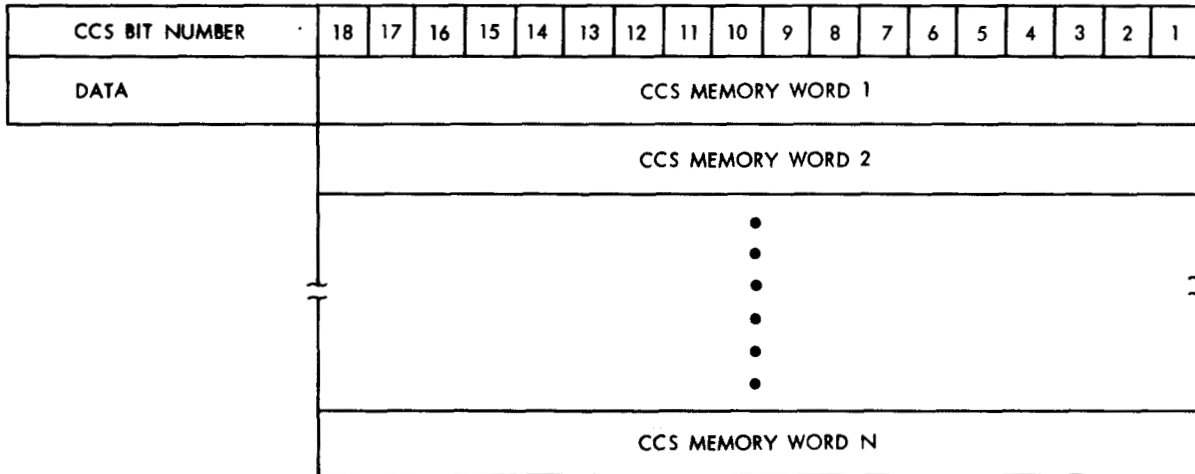 CCS BIT NUMBER 18 17 16 15 14 13 12 11 10 9 8 7 6 5 4 3 2 1
DATA CCS MEMORY WORD 1
CCS MEMORY WORD 2
CCS MEMORY WORD N